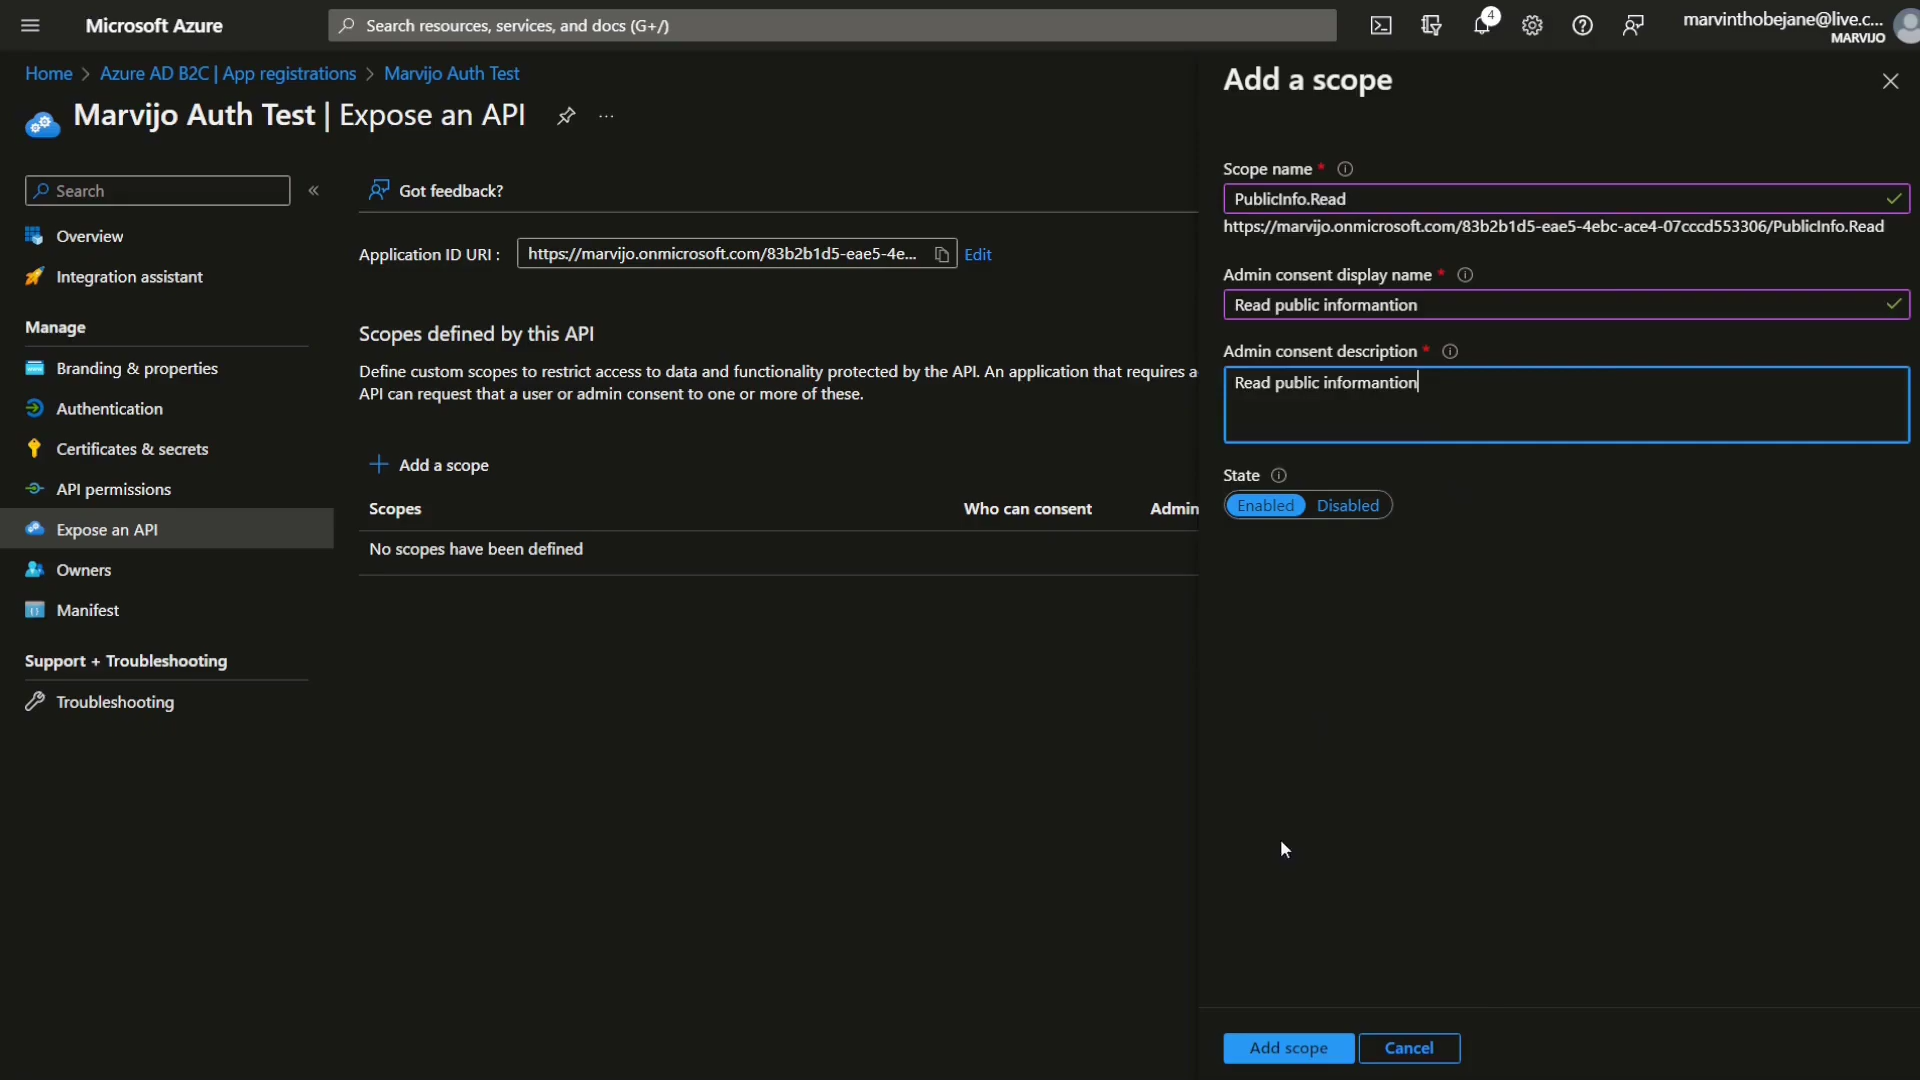 Microsoft Azure
Search resources, services, and docs (G+/)
4
marvinthobejane@live.c...
MARVIJO
Home > Azure AD B2C | App registrations > Marvijo Auth Test
Marvijo Auth Test | Expose an API
...
Search
«
Overview
Integration assistant
Manage
Branding & properties
Authentication
Certificates & secrets
API permissions
Expose an API
Owners
Manifest
Support + Troubleshooting
Troubleshooting
Got feedback?
Application ID URI : https://marvijo.onmicrosoft.com/83b2b1d5-eae5-4e... Edit
Scopes defined by this API
Define custom scopes to restrict access to data and functionality protected by the API. An application that requires a
API can request that a user or admin consent to one or more of these.
+ Add a scope
Scopes Who can consent Admin
No scopes have been defined
Add a scope
Scope name *
PublicInfo.Read
https://marvijo.onmicrosoft.com/83b2b1d5-eae5-4ebc-ace4-07cccd553306/PublicInfo.Read
Admin consent display name *
Read public informantion
Admin consent description *
Read public informantion
State
Enabled Disabled
Add scope Cancel